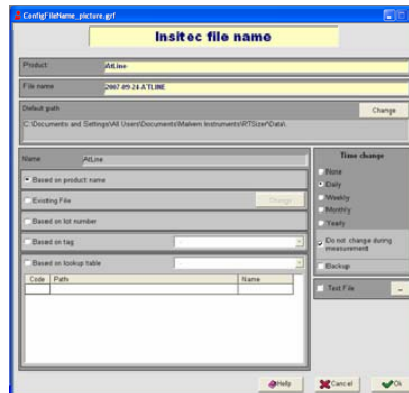 ConfigFileName_picture.grf
Insitec file name
Product: AtLine
File name 2007-09-24-ATLINE
Default path
Change
C:\Documents and Settings\All Users\Documents\Malvern Instruments\RTSizer\Data\
Name AtLine
Based on product name
Existing File Change
Based on lot number
Based on tag
Based on lookup table
Code Path Name
Time change
None
Daily
Weekly
Monthly
Yearly
Do not change during measurement
Backup
Text File ...
Help Cancel Ok